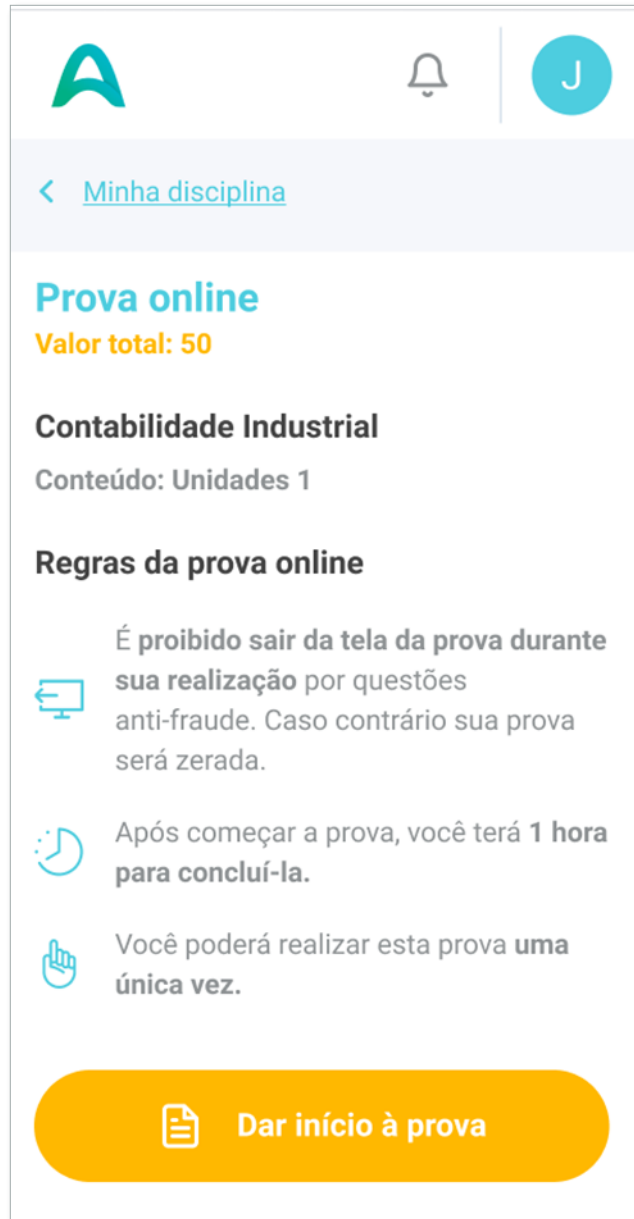 J
Minha disciplina
Prova online
Valor total: 50
Contabilidade Industrial
Conteúdo: Unidades 1
Regras da prova online
É proibido sair da tela da prova durante
sua realização por questões
anti-fraude. Caso contrário sua prova
será zerada.
Após começar a prova, você terá 1 hora
para concluí-la.
Você poderá realizar esta prova uma
única vez.
Dar início à prova